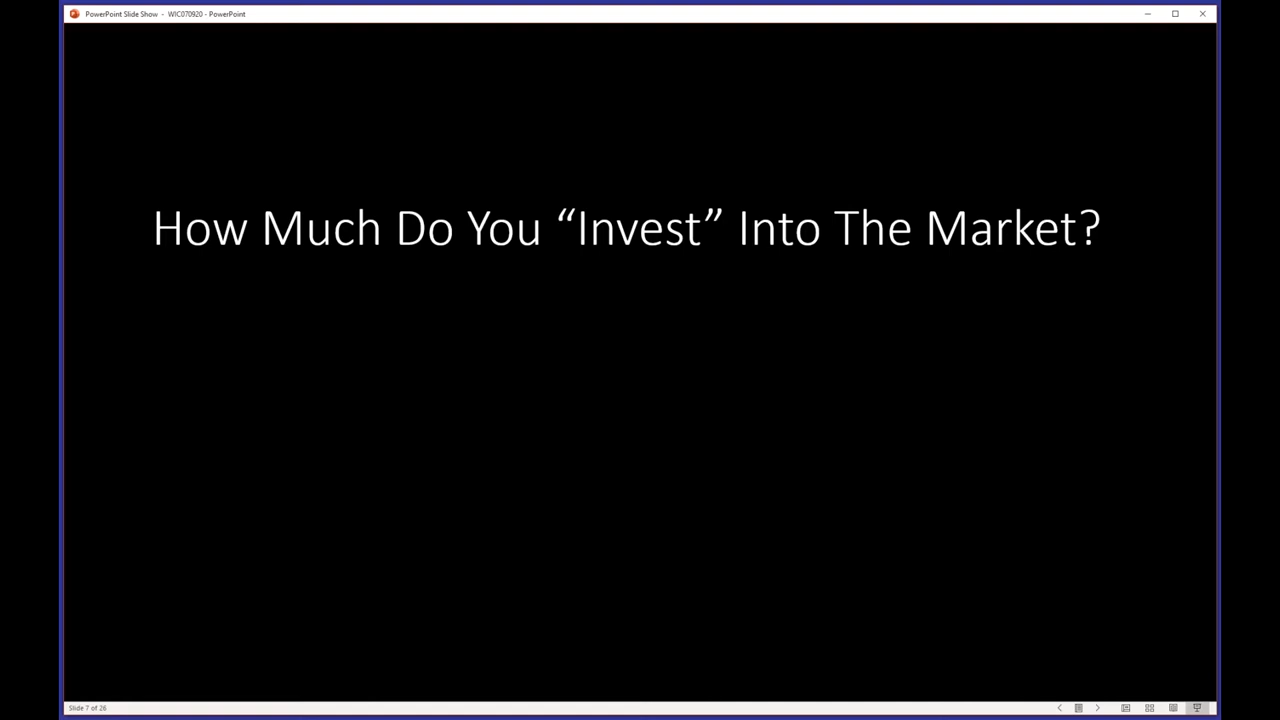 PowerPoint Slide Show - WIC070920 - PowerPoint
How Much Do You “Invest” Into The Market?
Slide 7 of 26